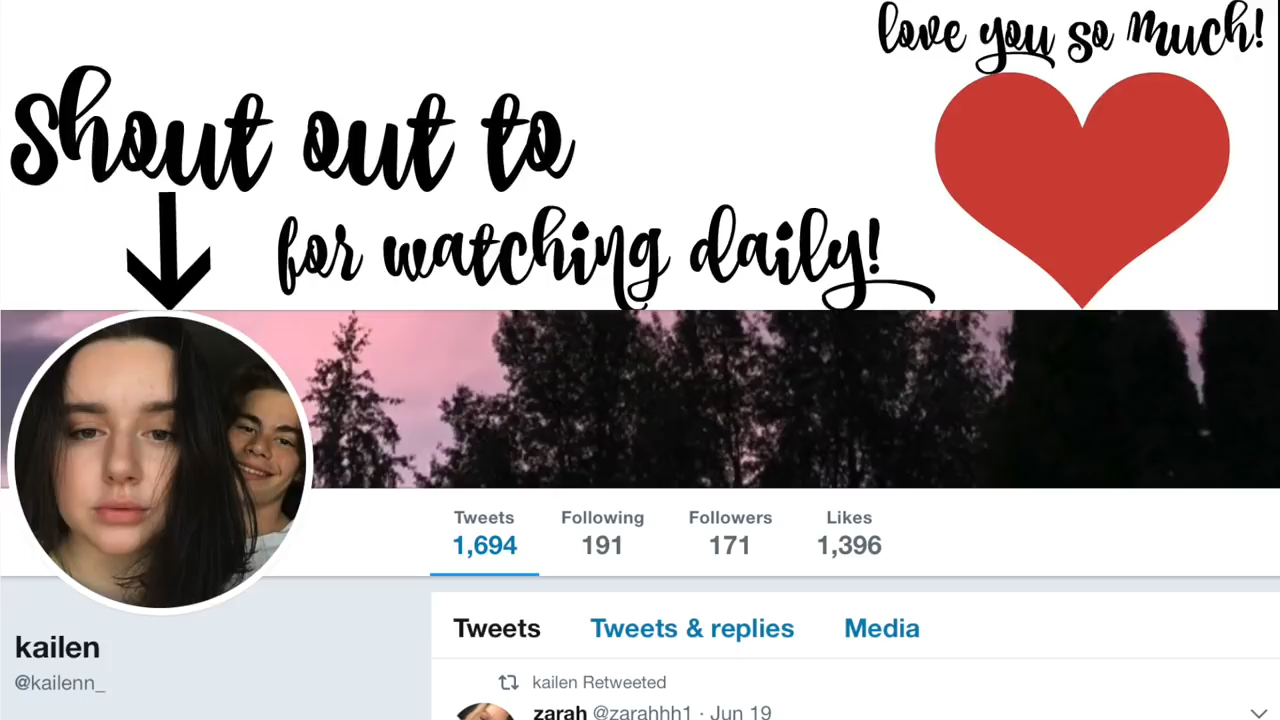 love you so much!
shout out to
for watching daily!
Tweets Following Followers Likes
1,694 191 171 1,396
kailen
@kailenn_
Tweets Tweets & replies Media
kailen Retweeted
zarah @zarahhh1 · Jun 19